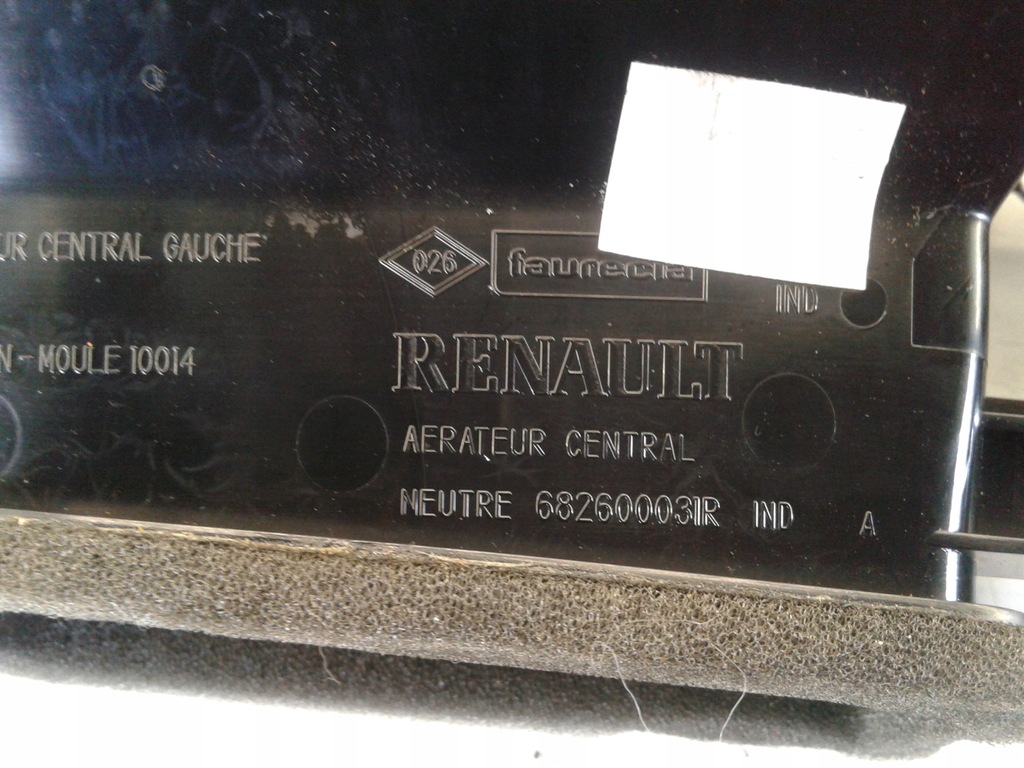 UR CENTRAL GAUCHE
026 faurecia
IND
RENAULT
N - MOULE 10014
AERATEUR CENTRAL
NEUTRE 682600031R IND A